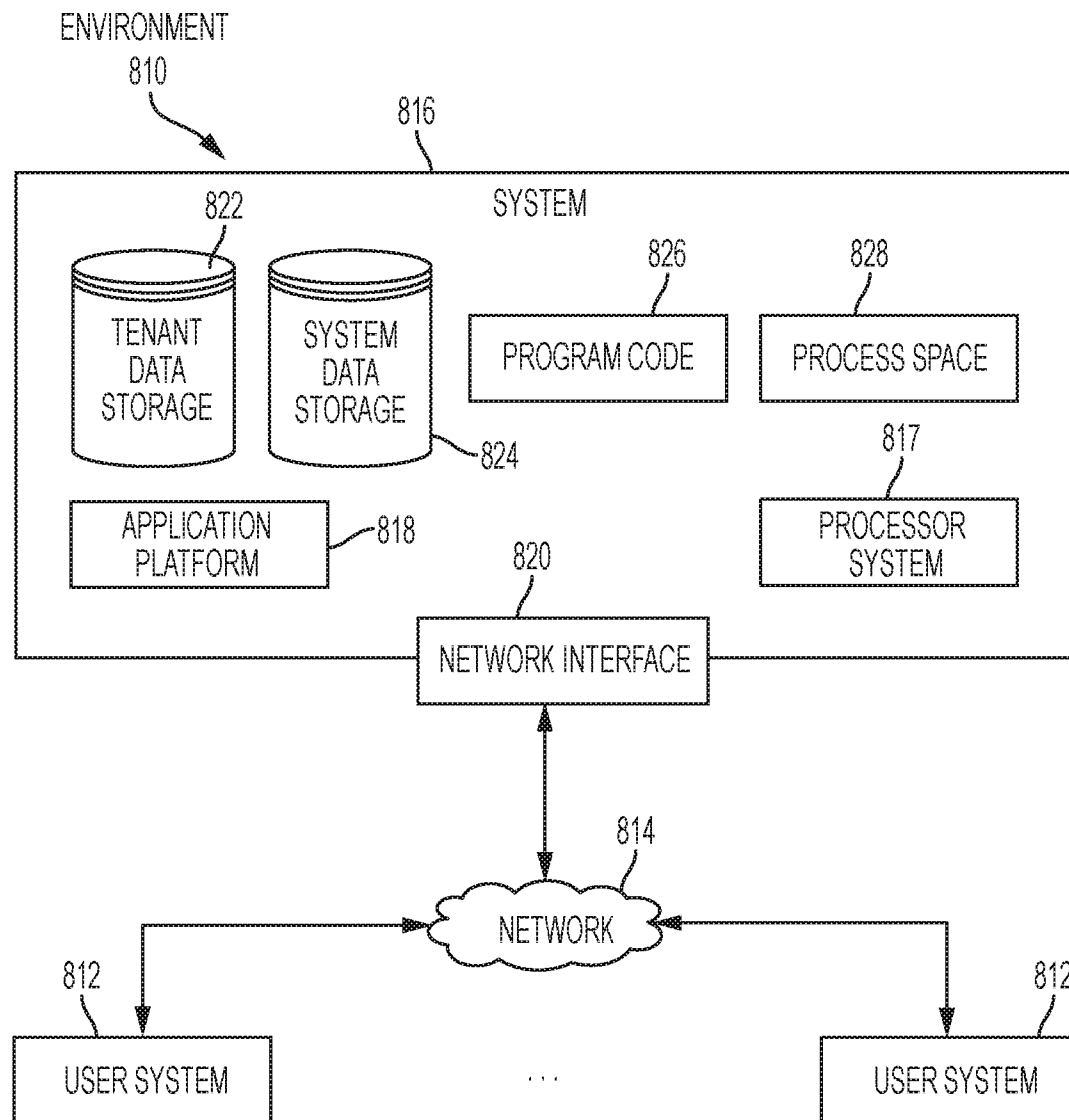 ENVIRONMENT
810
816
SYSTEM
822
TENANT
DATA
STORAGE
SYSTEM
DATA
STORAGE
824
826
PROGRAM CODE
828
PROCESS SPACE
817
PROCESSOR
SYSTEM
APPLICATION
PLATFORM
818
820
NETWORK INTERFACE
814
NETWORK
812
USER SYSTEM
...
812
USER SYSTEM